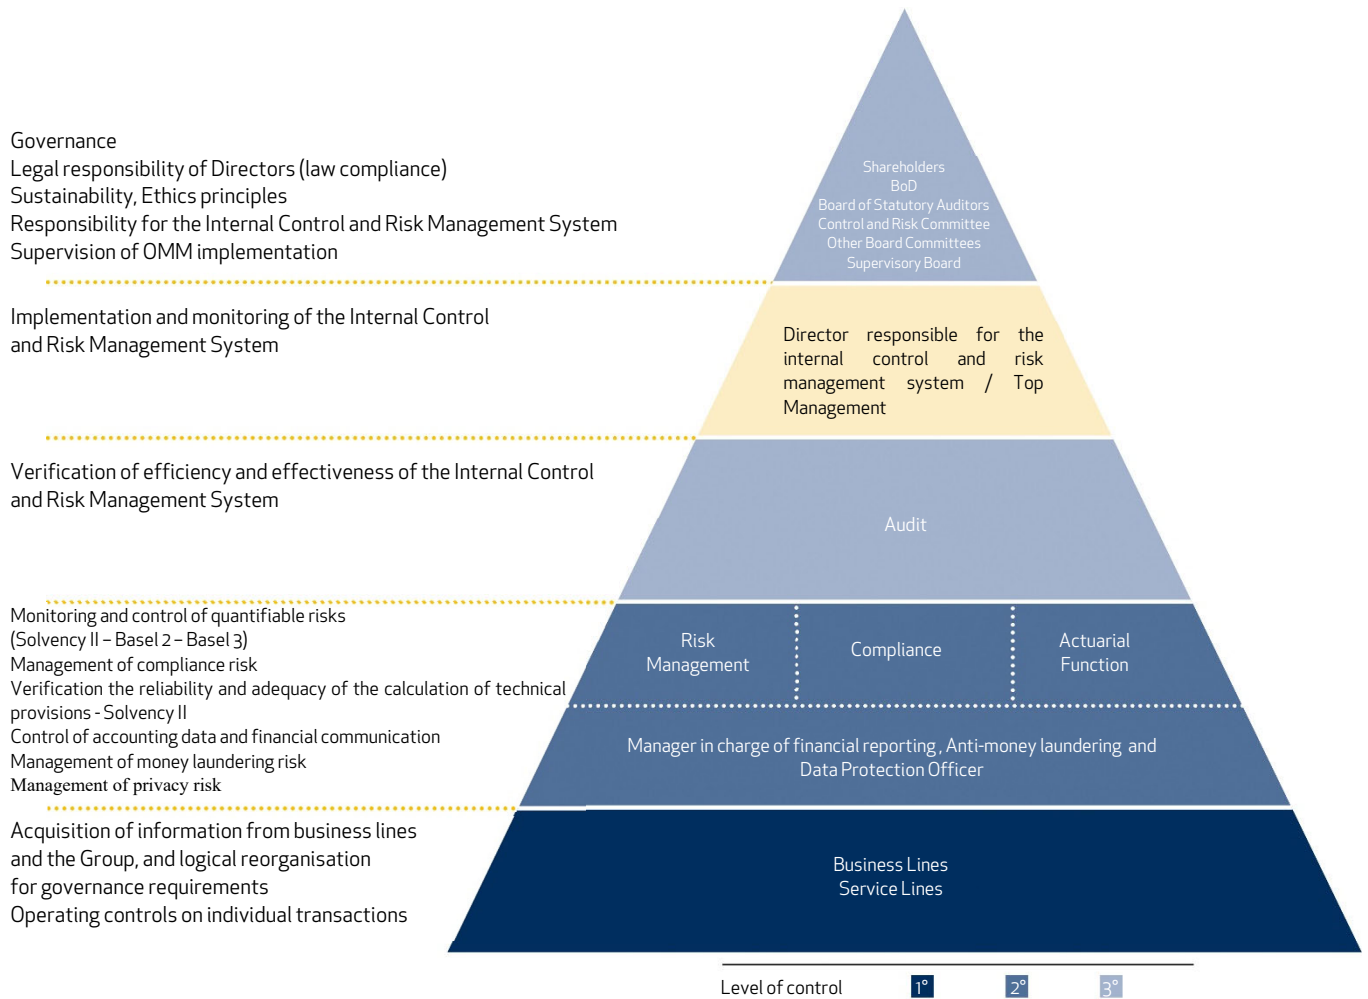 Governance
Legal responsibility of Directors (law compliance)
Sustainability, Ethics principles
Responsibility for the Internal Control and Risk Management System
Supervision of OMM implementation
Shareholders
BoD
Board of Statutory Auditors
Control and Risk Committee
Other Board Committees
Supervisory Board
Implementation and monitoring of the Internal Control
and Risk Management System
Director responsible for the
internal control and risk
management system / Top
Management
Verification of efficiency and effectiveness of the Internal Control
and Risk Management System
Audit
Monitoring and control of quantifiable risks
(Solvency II – Basel 2 – Basel 3)
Management of compliance risk
Verification the reliability and adequacy of the calculation of technical
provisions - Solvency II
Control of accounting data and financial communication
Management of money laundering risk
Management of privacy risk
Risk
Management
Compliance
Actuarial
Function
Manager in charge of financial reporting , Anti-money laundering and
Data Protection Officer
Acquisition of information from business lines
and the Group, and logical reorganisation
for governance requirements
Operating controls on individual transactions
Business Lines
Service Lines
Level of control 1° 2° 3°